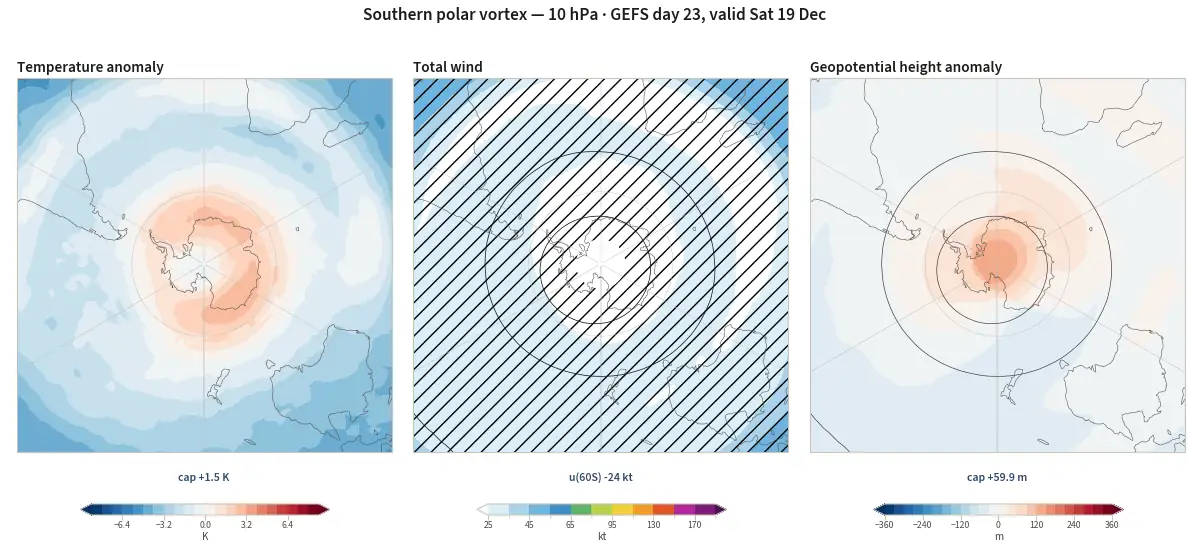 Southern polar vortex — 10 hPa · GEFS day 23, valid Sat 19 Dec
Temperature anomaly
Total wind
Geopotential height anomaly
cap +1.5 K
u(60S) -24 kt
cap +59.9 m
−6.4 −3.2 0.0 3.2 6.4
K
25 45 65 95 130 170
kt
−360 −240 −120 0 120 240 360
m